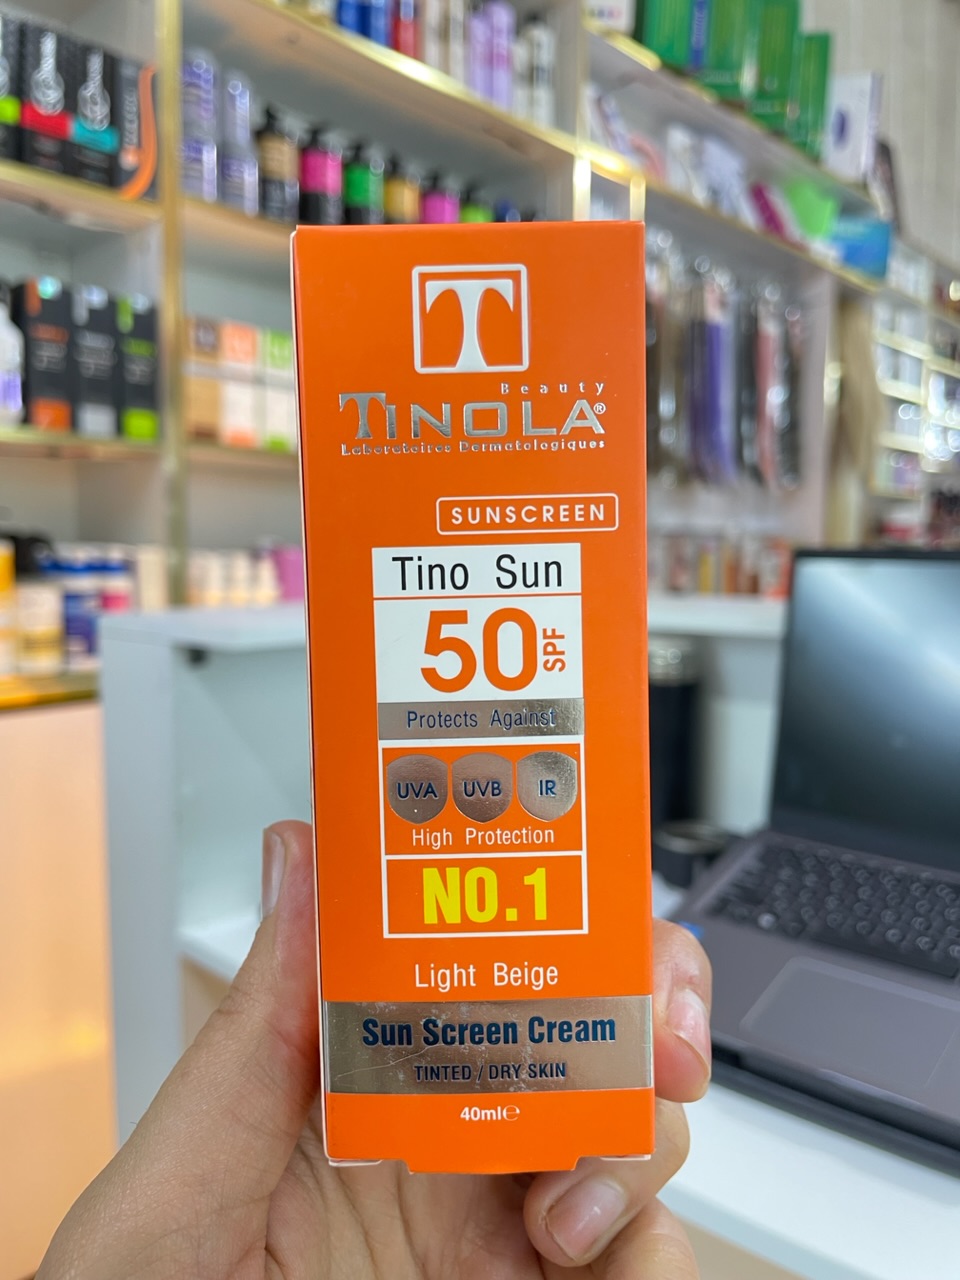 T
Beauty
TINOLA®
Laboratoires Dermatologiques
SUNSCREEN
Tino Sun
50 SPF
Protects Against
UVA UVB IR
High Protection
NO.1
Light Beige
Sun Screen Cream
TINTED / DRY SKIN
40ml℮